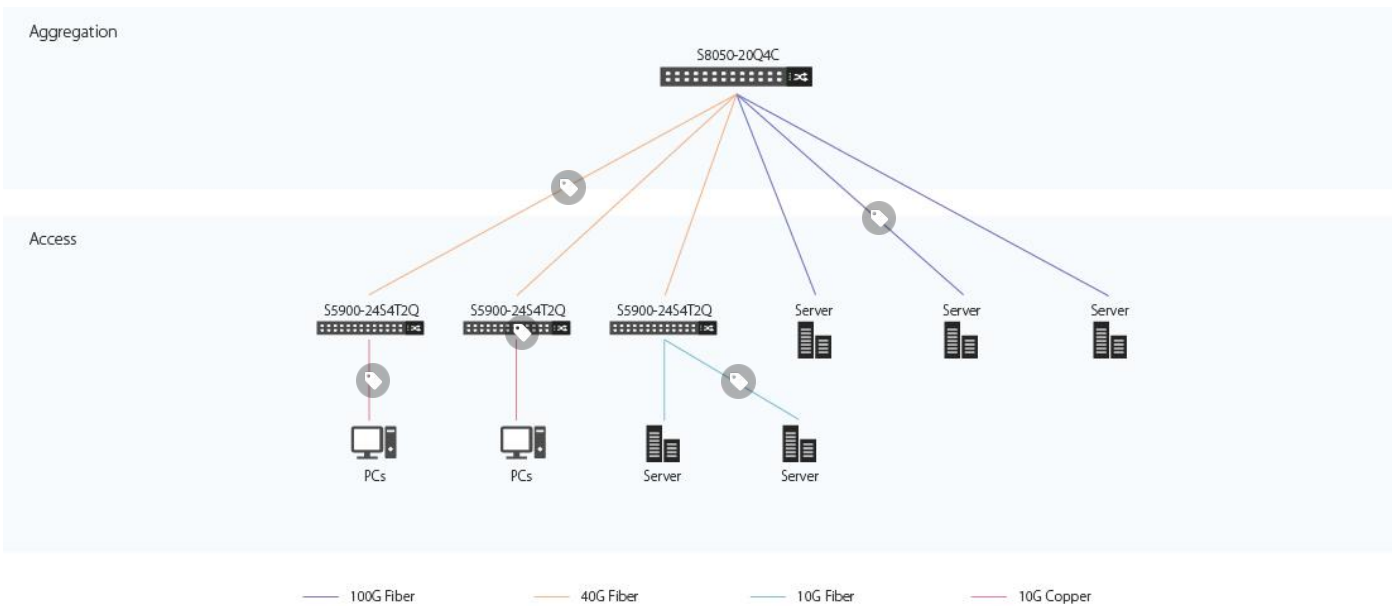 Aggregation
S8050-20Q4C
Access
S5900-24S4T2Q
S5900-24S4T2Q
S5900-24S4T2Q
Server
Server
Server
PCs
PCs
Server
Server
100G Fiber
40G Fiber
10G Fiber
10G Copper